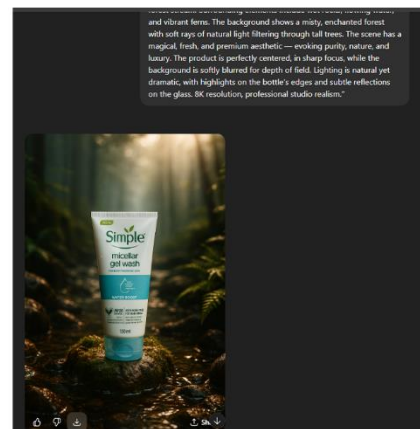 and vibrant ferns. The background shows a misty, enchanted forest
with soft rays of natural light filtering through tall trees. The scene has a
magical, fresh, and premium aesthetic — evoking purity, nature, and
luxury. The product is perfectly centered, in sharp focus, while the
background is softly blurred for depth of field. Lighting is natural yet
dramatic, with highlights on the bottle's edges and subtle reflections
on the glass. 8K resolution, professional studio realism."
Simple
micellar
gel wash